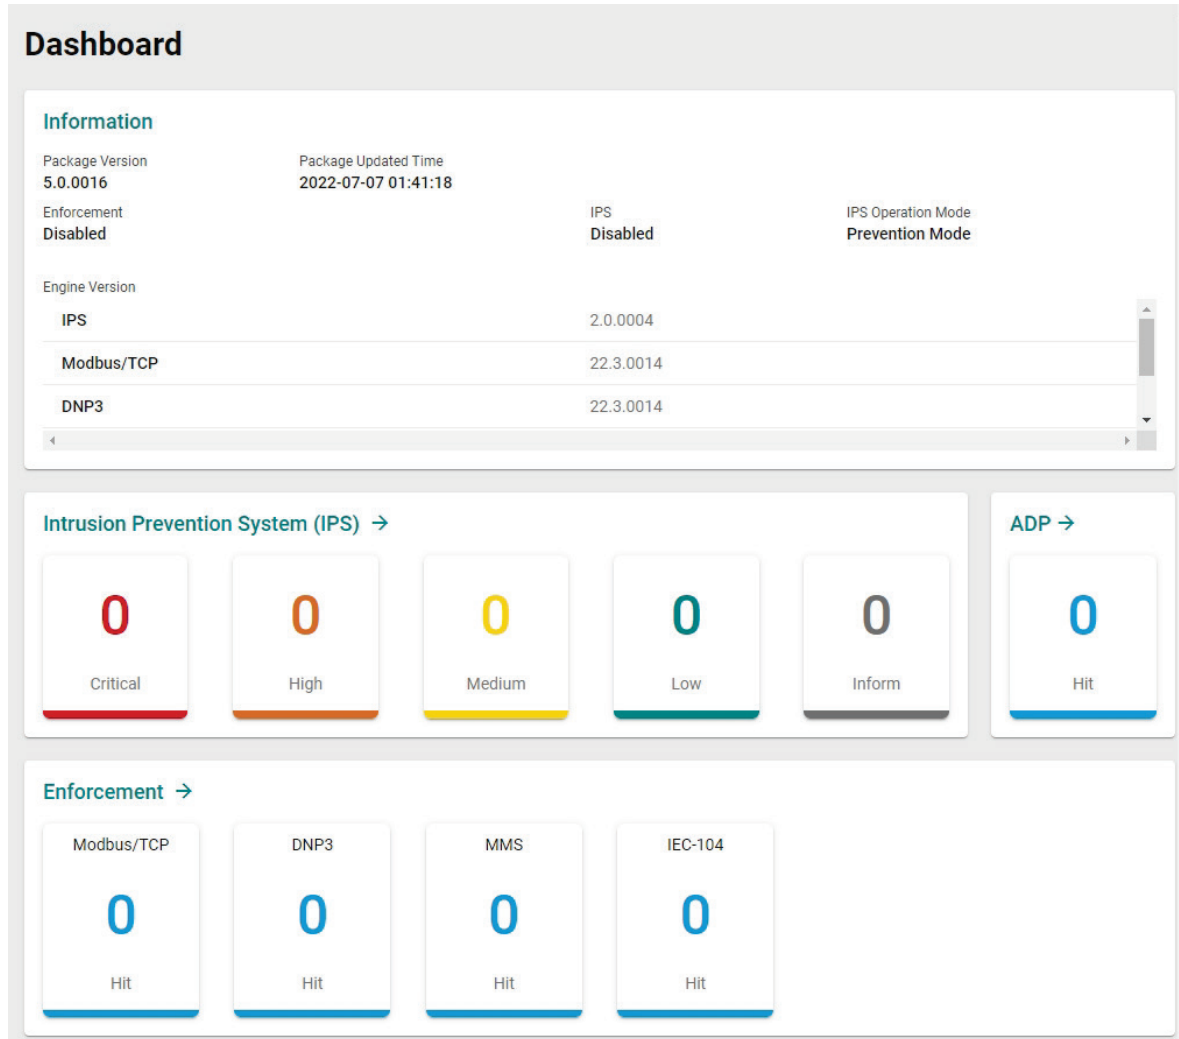 Dashboard
Information
Package Version Package Updated Time
5.0.0016 2022-07-07 01:41:18
Enforcement IPS IPS Operation Mode
Disabled Disabled Prevention Mode
Engine Version
IPS 2.0.0004
Modbus/TCP 22.3.0014
DNP3 22.3.0014
Intrusion Prevention System (IPS) → ADP →
0 0 0 0 0 0
Critical High Medium Low Inform Hit
Enforcement →
Modbus/TCP DNP3 MMS IEC-104
0 0 0 0
Hit Hit Hit Hit